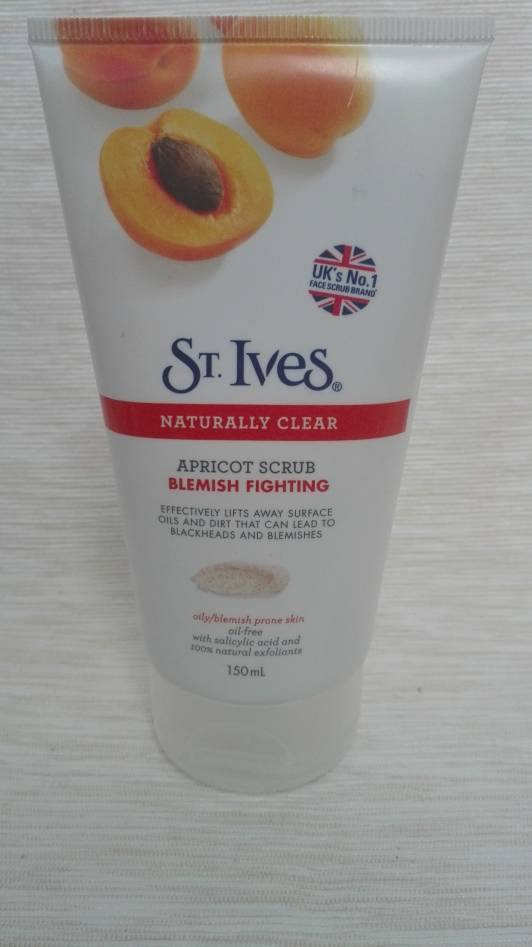 UK's No.1
FACE SCRUB BRAND*
ST. IVES®
NATURALLY CLEAR
APRICOT SCRUB
BLEMISH FIGHTING
EFFECTIVELY LIFTS AWAY SURFACE
OILS AND DIRT THAT CAN LEAD TO
BLACKHEADS AND BLEMISHES
oily/blemish prone skin
oil-free
with salicylic acid and
100% natural exfoliants
150mL